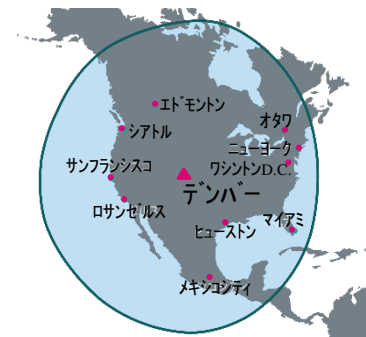 エドモントン
シアトル
オタワ
ニューヨーク
サンフランシスコ
ワシントンD.C.
デンバー
ロサンゼルス
ヒューストン
マイアミ
メキシコシティ